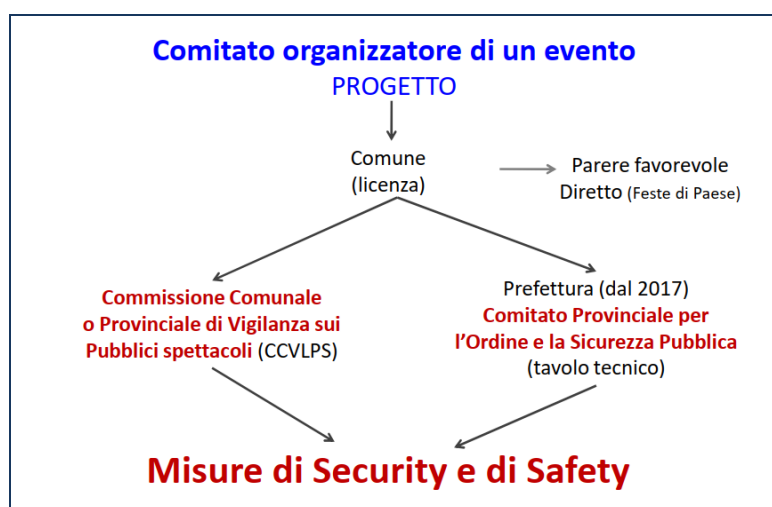 Comitato organizzatore di un evento
PROGETTO
Comune
(licenza)
Parere favorevole
Diretto (Feste di Paese)
Commissione Comunale
o Provinciale di Vigilanza sui
Pubblici spettacoli (CCVLPS)
Prefettura (dal 2017)
Comitato Provinciale per
l'Ordine e la Sicurezza Pubblica
(tavolo tecnico)
Misure di Security e di Safety